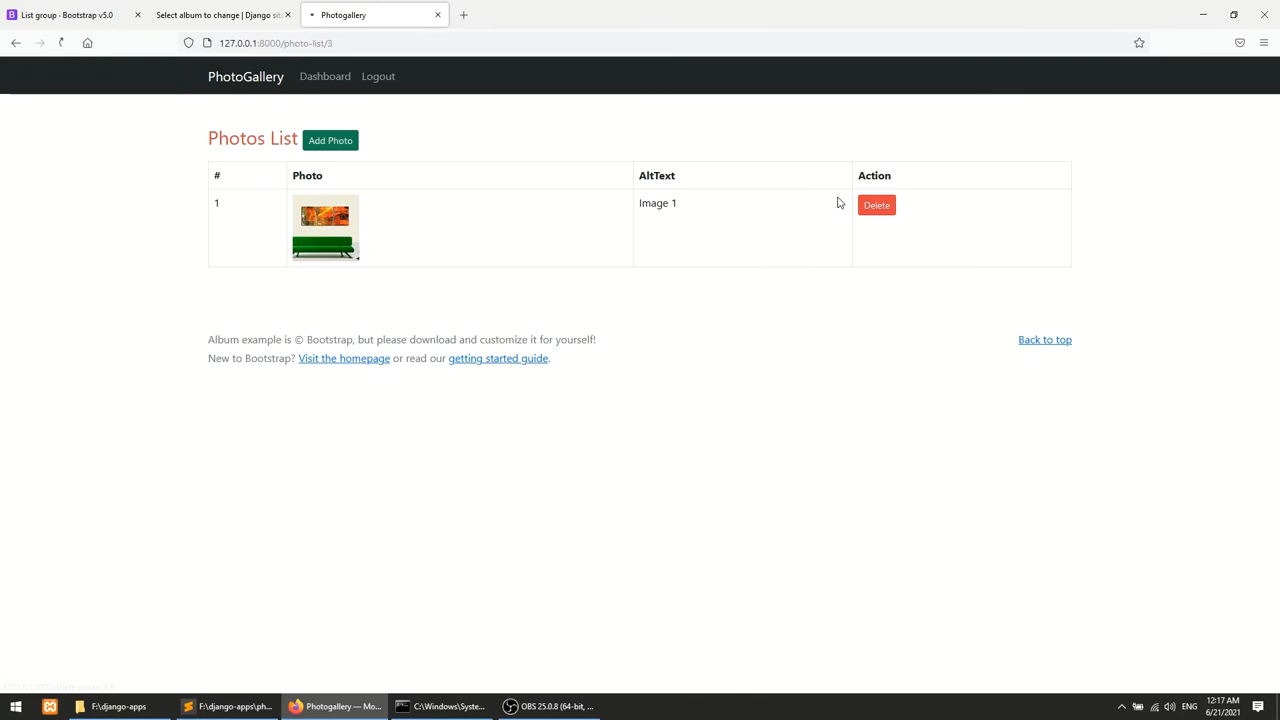 List group - Bootstrap v5.0
Select album to change | Django sit
Photogallery
127.0.0.1:8000/photo-list/3
PhotoGallery
Dashboard
Logout
Photos List
Add Photo
# Photo AltText Action
1 Image 1 Delete
Album example is © Bootstrap, but please download and customize it for yourself!
Back to top
New to Bootstrap? Visit the homepage or read our getting started guide.
F:\django-apps
F:\django-apps\ph...
Photogallery — Mo...
C:\Windows\Syste...
OBS 25.0.8 (64-bit, ...
ENG
12:17 AM
6/21/2021